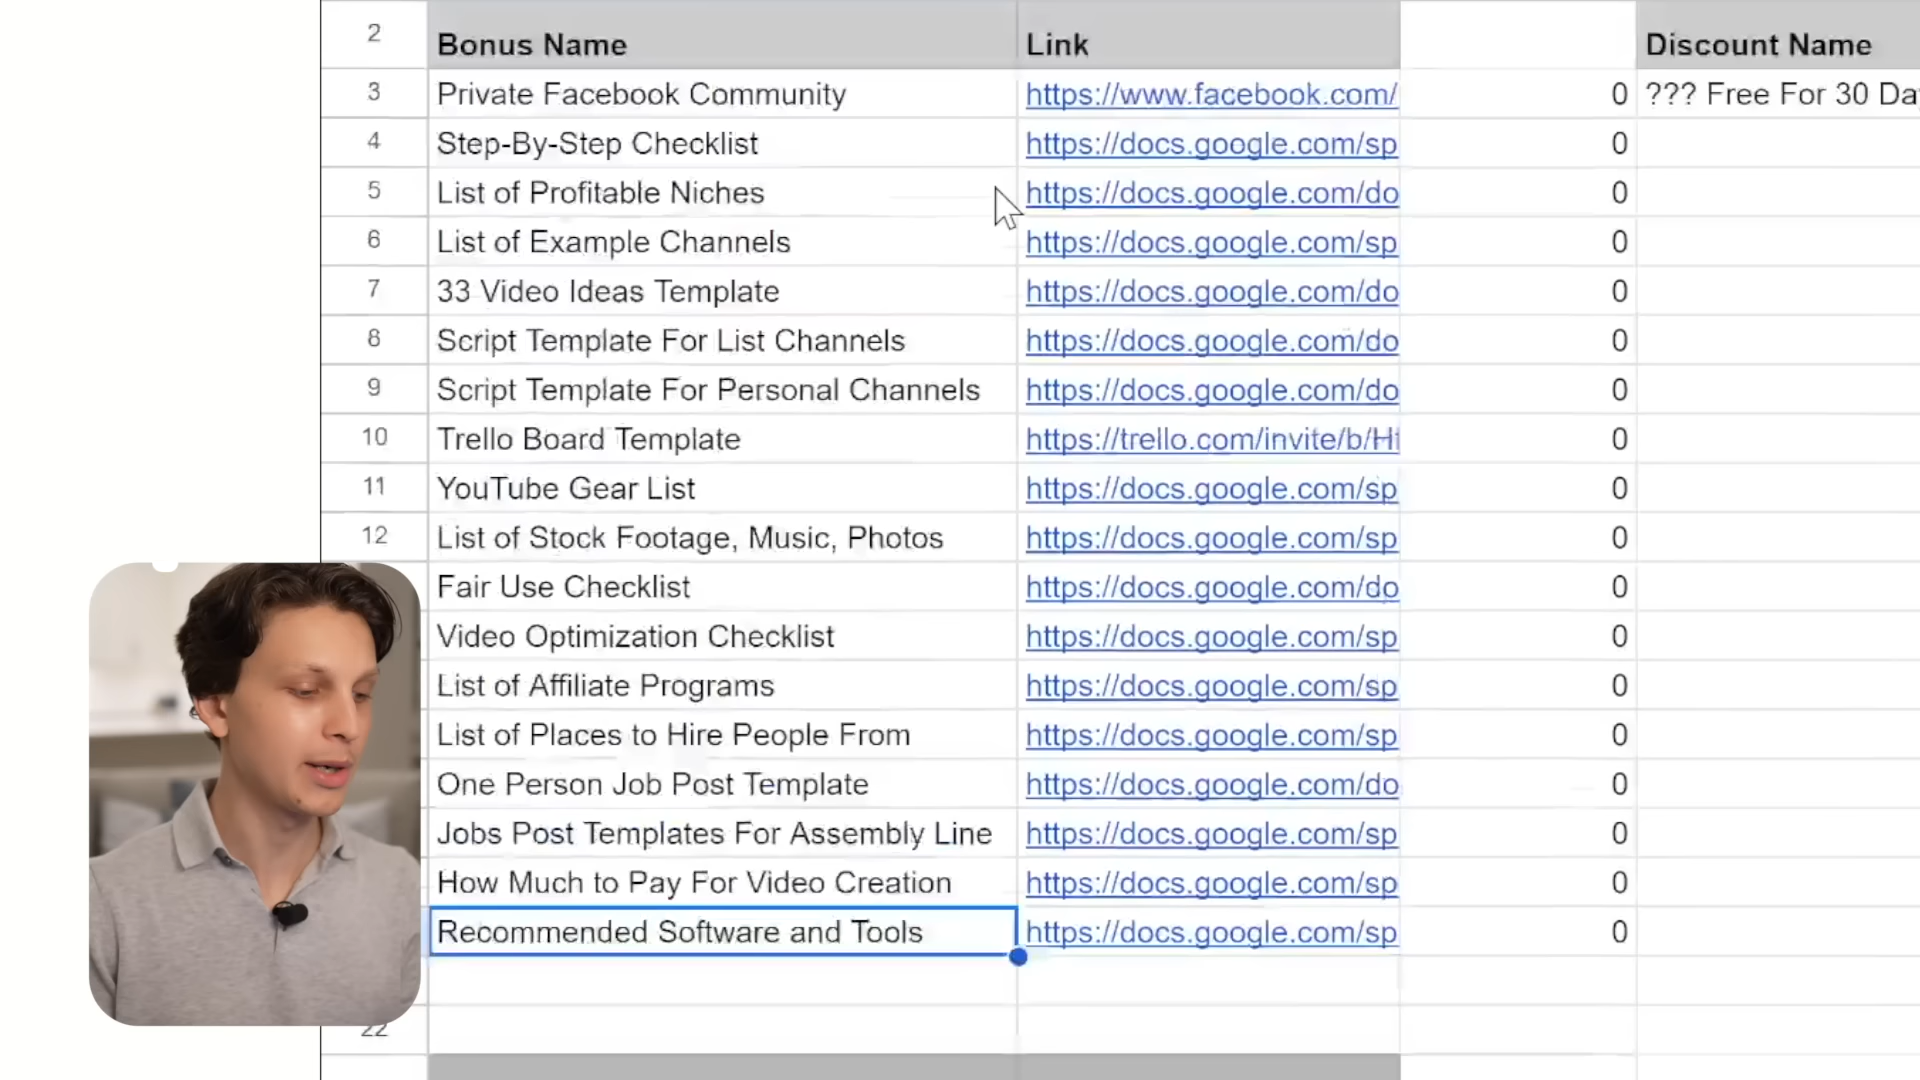 2 Bonus Name Link Discount Name
3 Private Facebook Community https://www.facebook.com/ 0 ??? Free For 30 Da
4 Step-By-Step Checklist https://docs.google.com/sp 0
5 List of Profitable Niches https://docs.google.com/do 0
6 List of Example Channels https://docs.google.com/sp 0
7 33 Video Ideas Template https://docs.google.com/do 0
8 Script Template For List Channels https://docs.google.com/do 0
9 Script Template For Personal Channels https://docs.google.com/do 0
10 Trello Board Template https://trello.com/invite/b/H 0
11 YouTube Gear List https://docs.google.com/sp 0
12 List of Stock Footage, Music, Photos https://docs.google.com/sp 0
Fair Use Checklist https://docs.google.com/do 0
Video Optimization Checklist https://docs.google.com/sp 0
List of Affiliate Programs https://docs.google.com/sp 0
List of Places to Hire People From https://docs.google.com/sp 0
One Person Job Post Template https://docs.google.com/do 0
Jobs Post Templates For Assembly Line https://docs.google.com/sp 0
How Much to Pay For Video Creation https://docs.google.com/sp 0
Recommended Software and Tools https://docs.google.com/sp 0
22